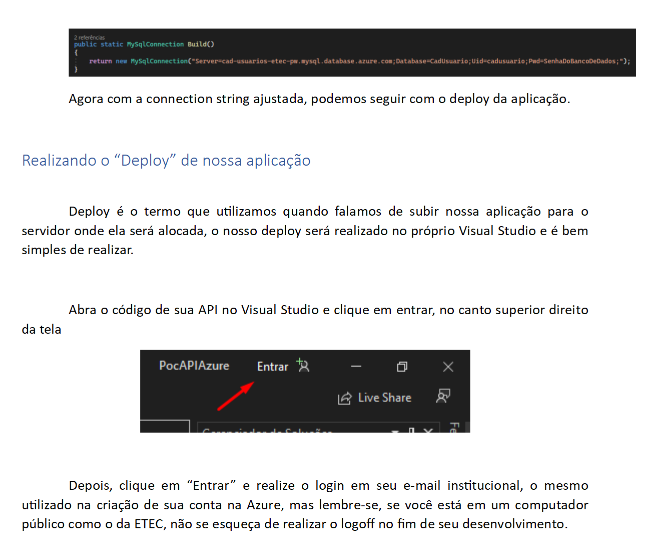 2 referências
public static MySqlConnection Build()
{
return new MySqlConnection("Server=cad-usuarios-etec-pm.mysql.database.azure.com;Database=CadUsuario;Uid=cadusuario;Pwd=SenhaDoBancoDeDados;");
}
Agora com a connection string ajustada, podemos seguir com o deploy da aplicação.
Realizando o “Deploy” de nossa aplicação
Deploy é o termo que utilizamos quando falamos de subir nossa aplicação para o
servidor onde ela será alocada, o nosso deploy será realizado no próprio Visual Studio e é bem
simples de realizar.
Abra o código de sua API no Visual Studio e clique em entrar, no canto superior direito
da tela
PocAPIAzure Entrar
Live Share
Gerenciador de Soluções
Depois, clique em “Entrar” e realize o login em seu e-mail institucional, o mesmo
utilizado na criação de sua conta na Azure, mas lembre-se, se você está em um computador
público como o da ETEC, não se esqueça de realizar o logoff no fim de seu desenvolvimento.